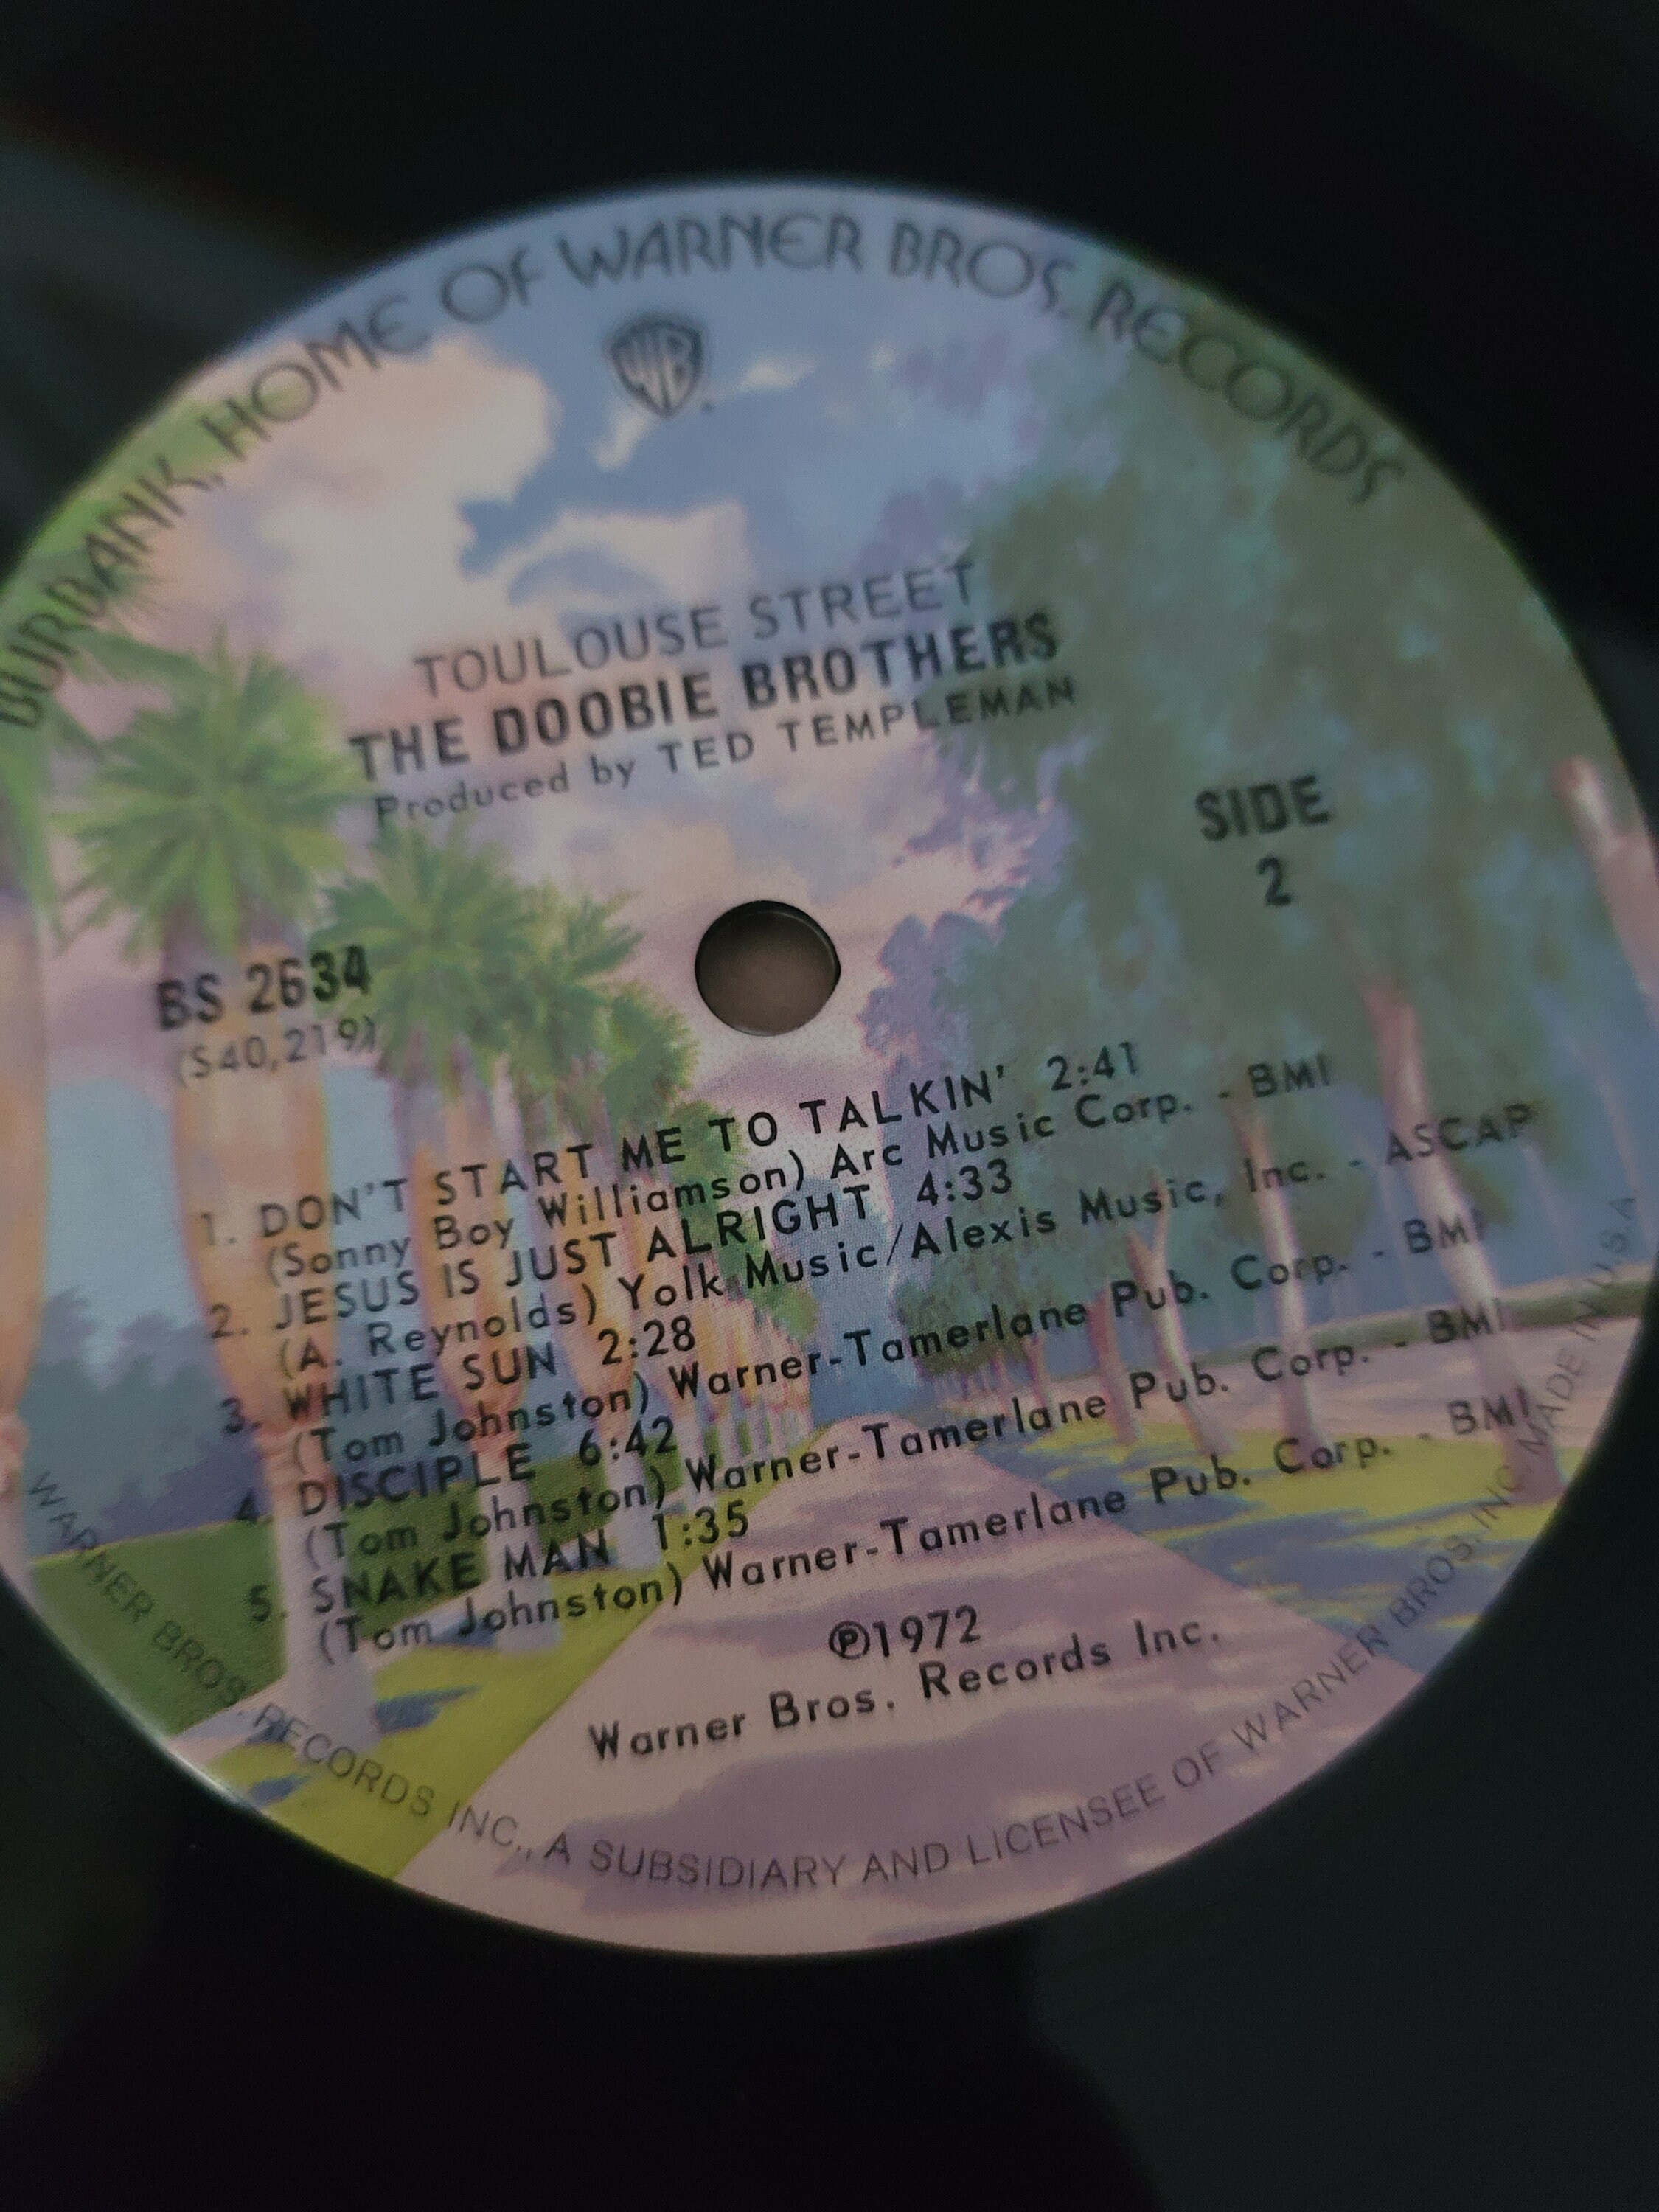 BURBANK, HOME OF WARNER BROS. RECORDS
WB
TOULOUSE STREET
THE DOOBIE BROTHERS
Produced by TED TEMPLEMAN
SIDE
2
BS 2634
(S40,219)
1. DON'T START ME TO TALKIN' 2:41
(Sonny Boy Williamson) Arc Music Corp. - BMI
2. JESUS IS JUST ALRIGHT 4:33
(A. Reynolds) Yolk Music/Alexis Music, Inc. - ASCAP
3. WHITE SUN 2:28
(Tom Johnston) Warner-Tamerlane Pub. Corp. - BMI
4. DISCIPLE 6:42
(Tom Johnston) Warner-Tamerlane Pub. Corp. - BMI
5. SNAKE MAN 1:35
(Tom Johnston) Warner-Tamerlane Pub. Corp. - BMI
℗1972
Warner Bros. Records Inc.
WARNER BROS. RECORDS INC., A SUBSIDIARY AND LICENSEE OF WARNER BROS. INC. MADE IN U.S.A